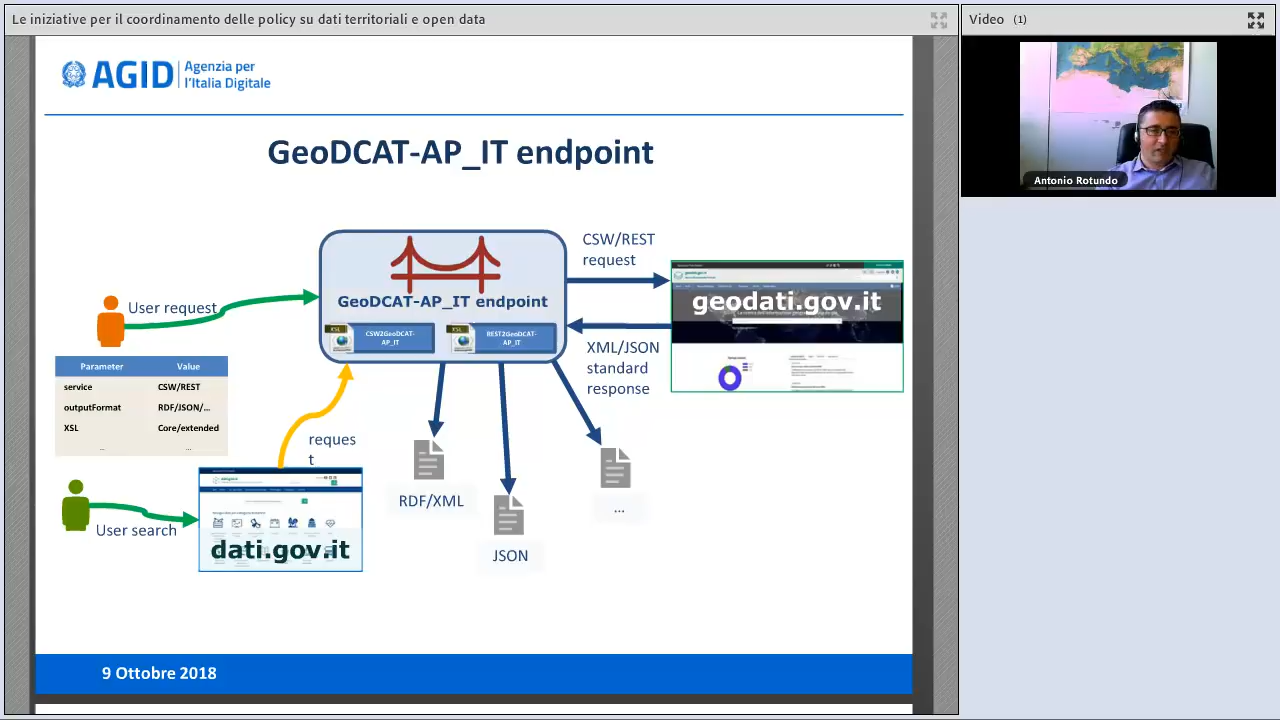 Le iniziative per il coordinamento delle policy su dati territoriali e open data
Video (1)
AGID
Agenzia per
l'Italia Digitale
GeoDCAT-AP_IT endpoint
Antonio Rotundo
CSW/REST
request
GeoDCAT-AP_IT endpoint
XSL
CSW2GeoDCAT-
AP_IT
XSL
REST2GeoDCAT-
AP_IT
geodati.gov.it
User request
XML/JSON
standard
response
Parameter Value
service CSW/REST
outputFormat RDF/JSON/...
XSL Core/extended
... ...
reques
t
RDF/XML
...
JSON
User search
dati.gov.it
9 Ottobre 2018